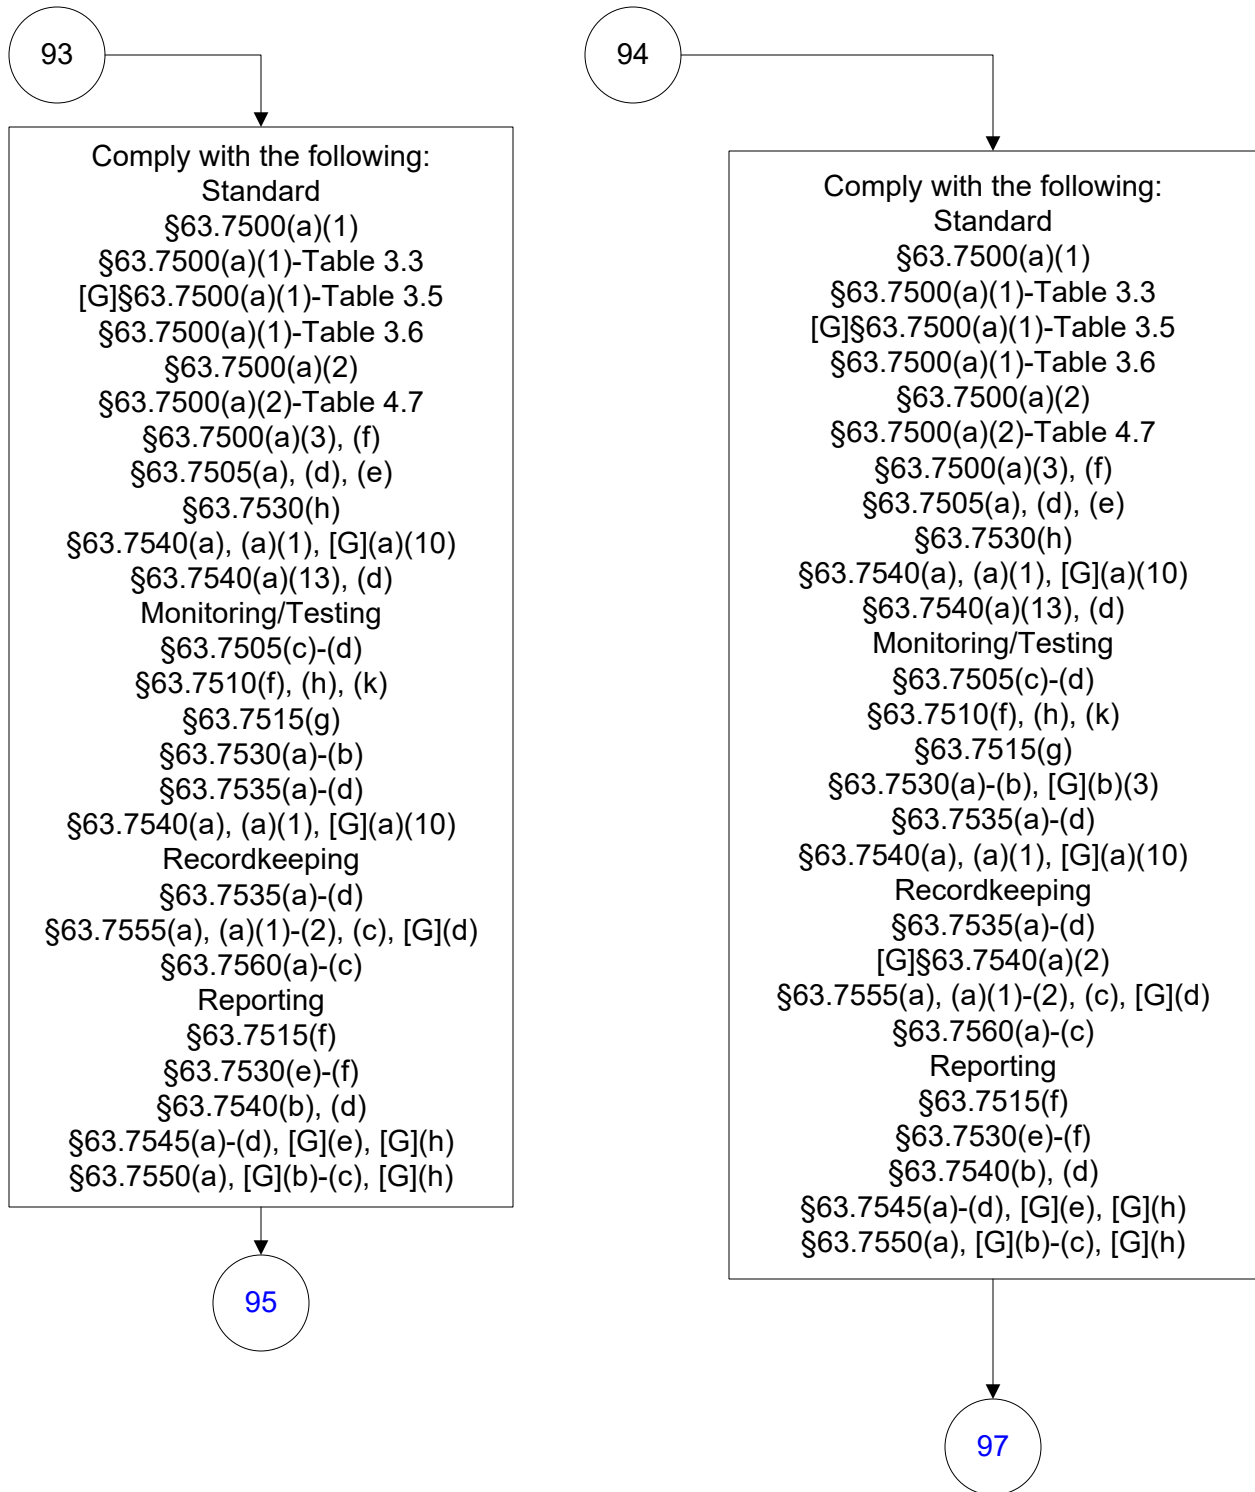 93
Comply with the following:
Standard
§63.7500(a)(1)
§63.7500(a)(1)-Table 3.3
[G]§63.7500(a)(1)-Table 3.5
§63.7500(a)(1)-Table 3.6
§63.7500(a)(2)
§63.7500(a)(2)-Table 4.7
§63.7500(a)(3), (f)
§63.7505(a), (d), (e)
§63.7530(h)
§63.7540(a), (a)(1), [G](a)(10)
§63.7540(a)(13), (d)
Monitoring/Testing
§63.7505(c)-(d)
§63.7510(f), (h), (k)
§63.7515(g)
§63.7530(a)-(b)
§63.7535(a)-(d)
§63.7540(a), (a)(1), [G](a)(10)
Recordkeeping
§63.7535(a)-(d)
§63.7555(a), (a)(1)-(2), (c), [G](d)
§63.7560(a)-(c)
Reporting
§63.7515(f)
§63.7530(e)-(f)
§63.7540(b), (d)
§63.7545(a)-(d), [G](e), [G](h)
§63.7550(a), [G](b)-(c), [G](h)
95
94
Comply with the following:
Standard
§63.7500(a)(1)
§63.7500(a)(1)-Table 3.3
[G]§63.7500(a)(1)-Table 3.5
§63.7500(a)(1)-Table 3.6
§63.7500(a)(2)
§63.7500(a)(2)-Table 4.7
§63.7500(a)(3), (f)
§63.7505(a), (d), (e)
§63.7530(h)
§63.7540(a), (a)(1), [G](a)(10)
§63.7540(a)(13), (d)
Monitoring/Testing
§63.7505(c)-(d)
§63.7510(f), (h), (k)
§63.7515(g)
§63.7530(a)-(b), [G](b)(3)
§63.7535(a)-(d)
§63.7540(a), (a)(1), [G](a)(10)
Recordkeeping
§63.7535(a)-(d)
[G]§63.7540(a)(2)
§63.7555(a), (a)(1)-(2), (c), [G](d)
§63.7560(a)-(c)
Reporting
§63.7515(f)
§63.7530(e)-(f)
§63.7540(b), (d)
§63.7545(a)-(d), [G](e), [G](h)
§63.7550(a), [G](b)-(c), [G](h)
97